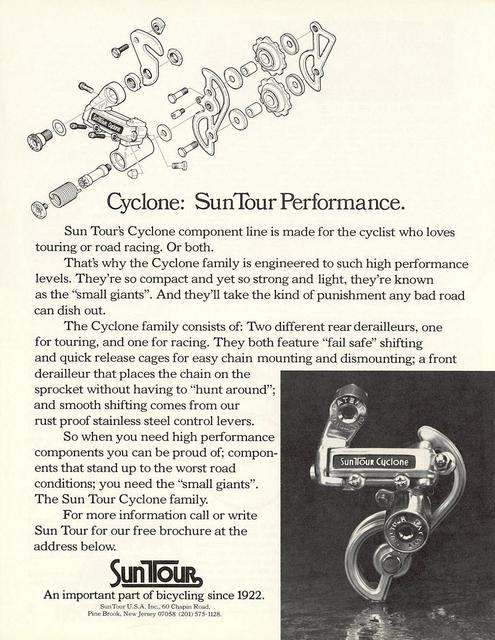 SunTour Cyclone
Cyclone: SunTour Performance.
Sun Tour's Cyclone component line is made for the cyclist who loves
touring or road racing. Or both.
That's why the Cyclone family is engineered to such high performance
levels. They're so compact and yet so strong and light, they're known
as the "small giants". And they'll take the kind of punishment any bad road
can dish out.
The Cyclone family consists of: Two different rear derailleurs, one
for touring, and one for racing. They both feature "fail safe" shifting
and quick release cages for easy chain mounting and dismounting; a front
derailleur that places the chain on the
sprocket without having to "hunt around";
and smooth shifting comes from our
rust proof stainless steel control levers.
So when you need high performance
components you can be proud of; compon-
ents that stand up to the worst road
conditions; you need the "small giants".
The Sun Tour Cyclone family.
For more information call or write
Sun Tour for our free brochure at the
address below.
SunTour
An important part of bicycling since 1922.
SunTour U.S.A. Inc., 60 Chapin Road,
Pine Brook, New Jersey 07058 (201) 575-1128.
SunTour Cyclone